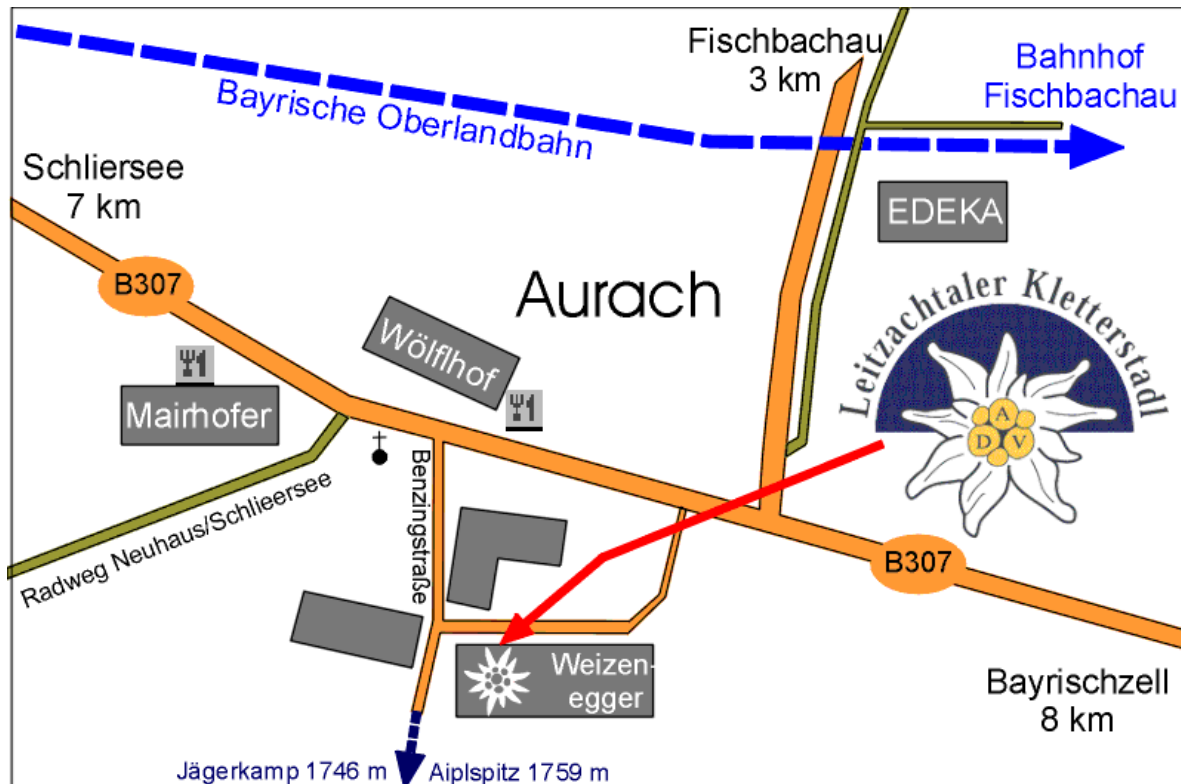 Fischbachau
3 km
Bahnhof
Fischbachau
Bayrische Oberlandbahn
Schliersee
7 km
EDEKA
B307
Aurach
Leitzachtaler Kletterstadl
Wölflhof
Mairhofer
A
D V
Benzingstraße
Radweg Neuhaus/Schlieersee
B307
Weizen-
egger
Bayrischzell
8 km
Jägerkamp 1746 m
Aiplspitz 1759 m